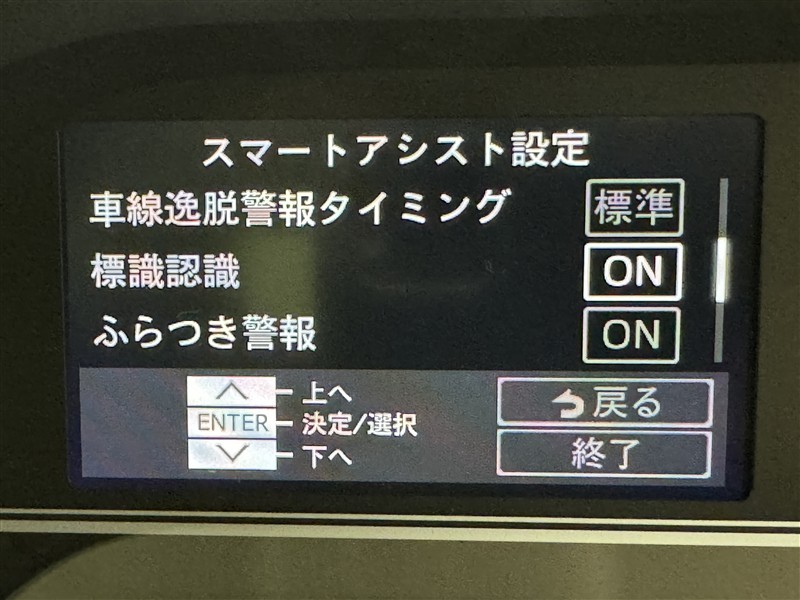 スマートアシスト設定
車線逸脱警報タイミング 標準
標識認識 ON
ふらつき警報 ON
上へ
ENTER 決定/選択
下へ
戻る
終了